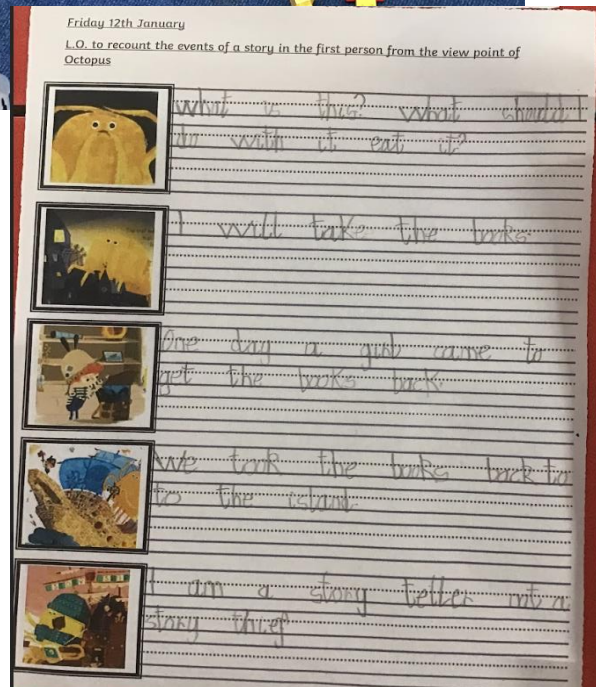 Friday 12th January
L.O. to recount the events of a story in the first person from the view point of
Octopus
What is this? What should I
do with it eat it?
I will take the books.
One day a girl came to
get the books back.
We took the books back to
to the island.
I am a story teller not a
story thief